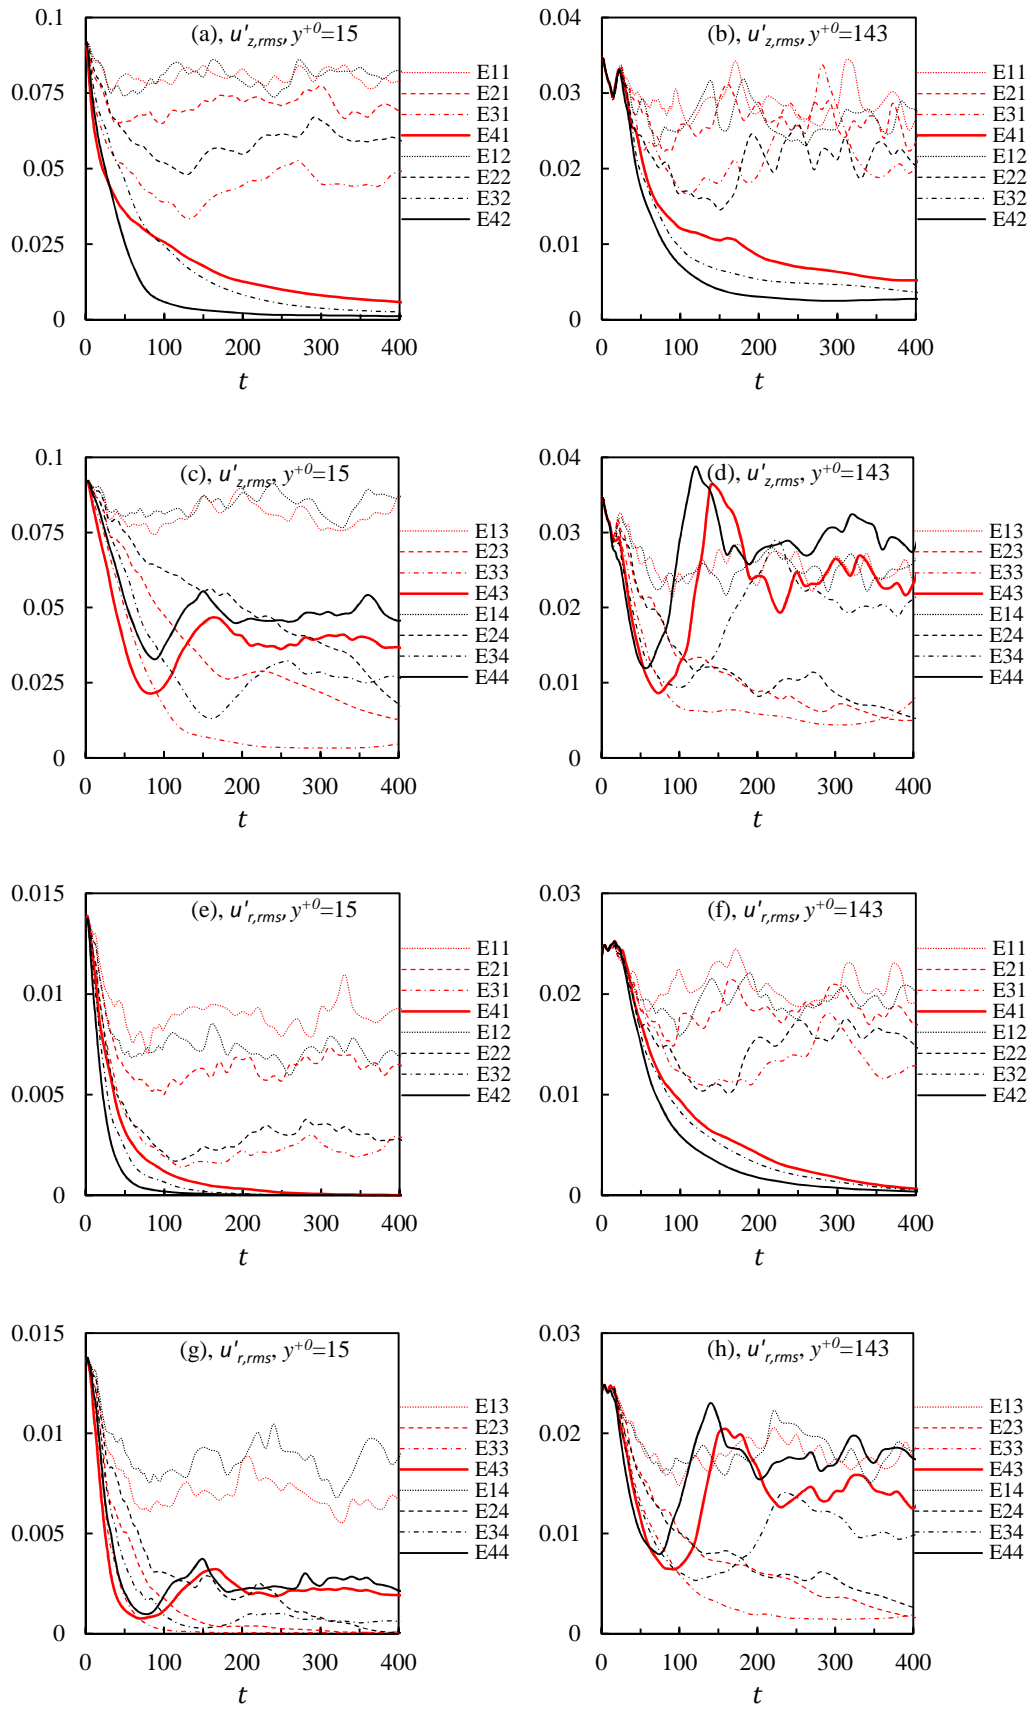 (a), u'z,rms, y+0=15
0.1
0.075
0.05
0.025
0
0 100 200 300 400
t
E11
E21
E31
E41
E12
E22
E32
E42
(b), u'z,rms, y+0=143
0.04
0.03
0.02
0.01
0
0 100 200 300 400
t
E11
E21
E31
E41
E12
E22
E32
E42
(c), u'z,rms, y+0=15
0.1
0.075
0.05
0.025
0
0 100 200 300 400
t
E13
E23
E33
E43
E14
E24
E34
E44
(d), u'z,rms, y+0=143
0.04
0.03
0.02
0.01
0
0 100 200 300 400
t
E13
E23
E33
E43
E14
E24
E34
E44
(e), u'r,rms, y+0=15
0.015
0.01
0.005
0
0 100 200 300 400
t
E11
E21
E31
E41
E12
E22
E32
E42
(f), u'r,rms, y+0=143
0.03
0.02
0.01
0
0 100 200 300 400
t
E11
E21
E31
E41
E12
E22
E32
E42
(g), u'r,rms, y+0=15
0.015
0.01
0.005
0
0 100 200 300 400
t
E13
E23
E33
E43
E14
E24
E34
E44
(h), u'r,rms, y+0=143
0.03
0.02
0.01
0
0 100 200 300 400
t
E13
E23
E33
E43
E14
E24
E34
E44